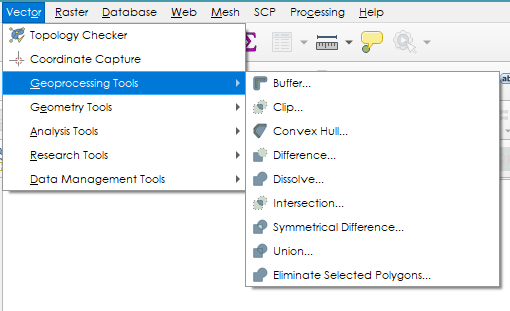 Vector Raster Database Web Mesh SCP Processing Help
Topology Checker
Coordinate Capture
Geoprocessing Tools
Geometry Tools
Analysis Tools
Research Tools
Data Management Tools
Buffer...
Clip...
Convex Hull...
Difference...
Dissolve...
Intersection...
Symmetrical Difference...
Union...
Eliminate Selected Polygons...